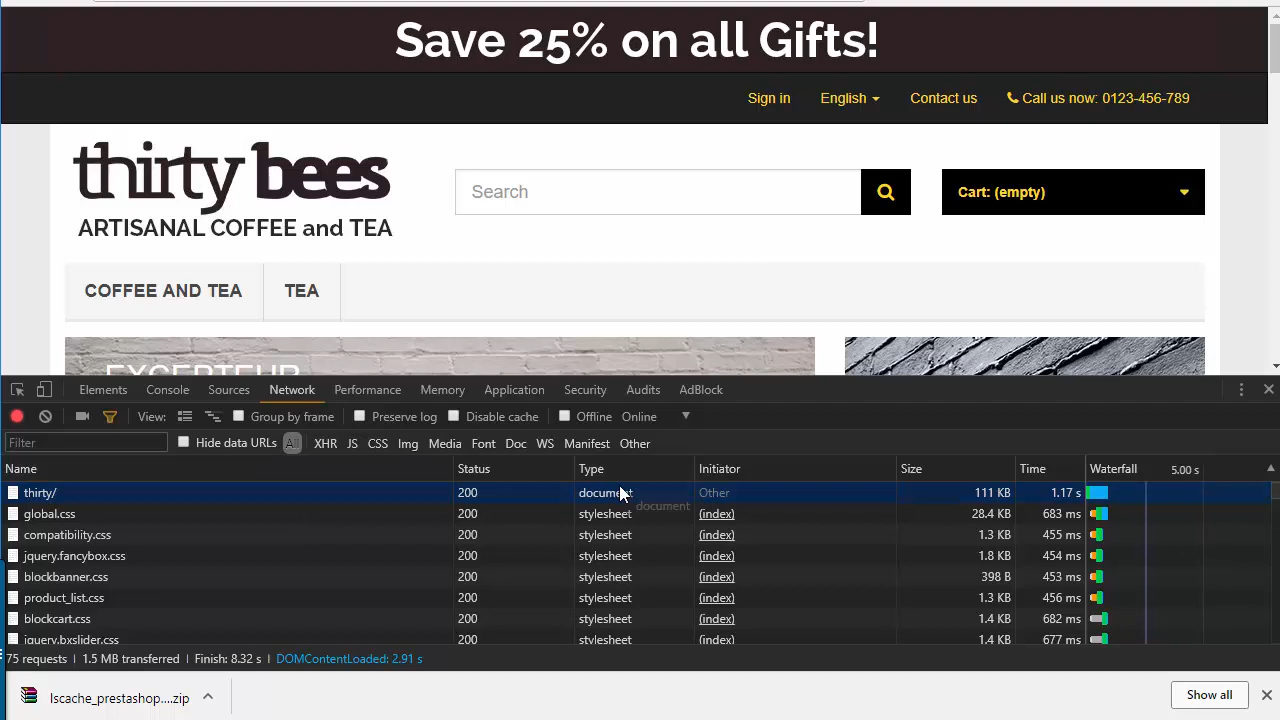 Save 25% on all Gifts!
Sign in English Contact us Call us now: 0123-456-789
thirty bees
ARTISANAL COFFEE and TEA
Search
Cart: (empty)
COFFEE AND TEA TEA
EXCEPTEUR
Elements Console Sources Network Performance Memory Application Security Audits AdBlock
View: Group by frame Preserve log Disable cache Offline Online
Filter Hide data URLs All XHR JS CSS Img Media Font Doc WS Manifest Other
Name Status Type Initiator Size Time Waterfall 5.00 s
thirty/ 200 document Other 111 KB 1.17 s
document
global.css 200 stylesheet (index) 28.4 KB 683 ms
compatibility.css 200 stylesheet (index) 1.3 KB 455 ms
jquery.fancybox.css 200 stylesheet (index) 1.8 KB 454 ms
blockbanner.css 200 stylesheet (index) 398 B 453 ms
product_list.css 200 stylesheet (index) 1.3 KB 456 ms
blockcart.css 200 stylesheet (index) 1.4 KB 682 ms
jquery.bxslider.css 200 stylesheet (index) 1.4 KB 677 ms
75 requests | 1.5 MB transferred | Finish: 8.32 s | DOMContentLoaded: 2.91 s
lscache_prestashop....zip
Show all